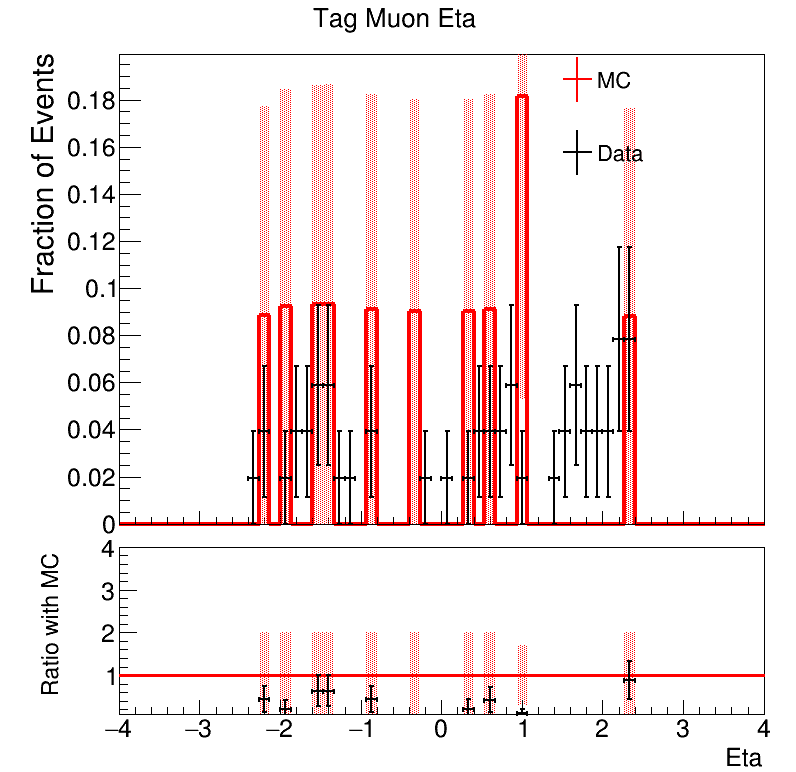 Tag Muon Eta
Fraction of Events
0.18
0.16
0.14
0.12
0.1
0.08
0.06
0.04
0.02
0
MC
Data
Ratio with MC
4
3
2
1
−4 −3 −2 −1 0 1 2 3 4
Eta